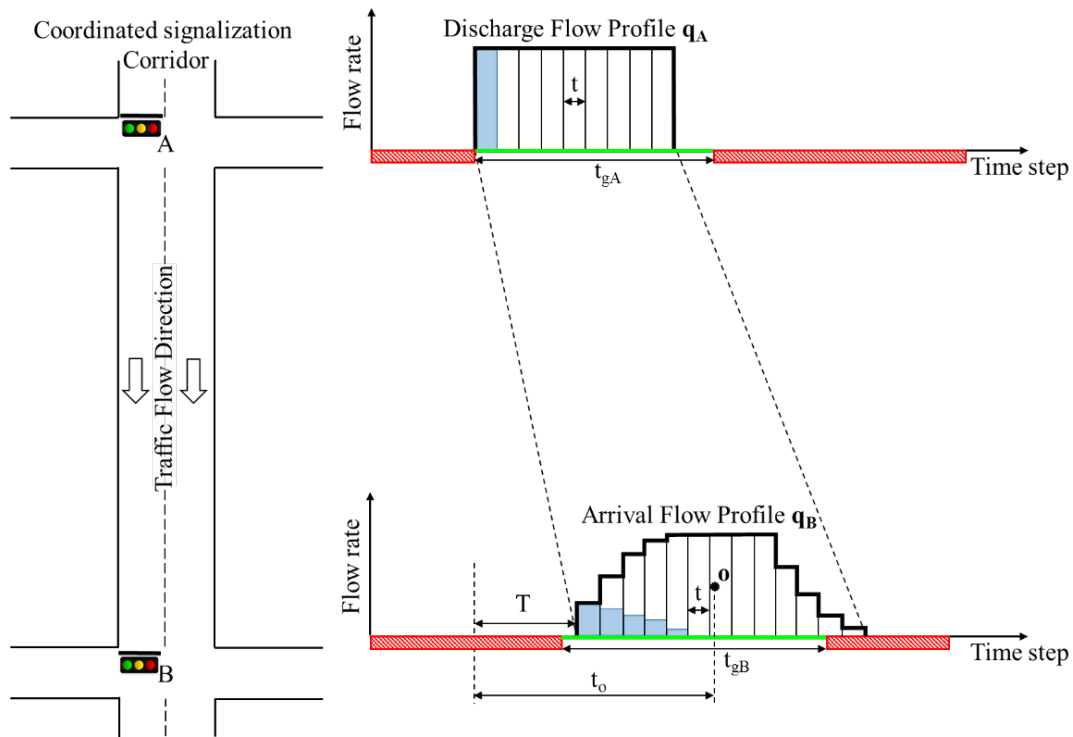 Coordinated signalization
Corridor
A
Traffic Flow Direction
B
Discharge Flow Profile qA
Flow rate
t
tgA
Time step
Arrival Flow Profile qB
Flow rate
o
t
T
tgB
to
Time step